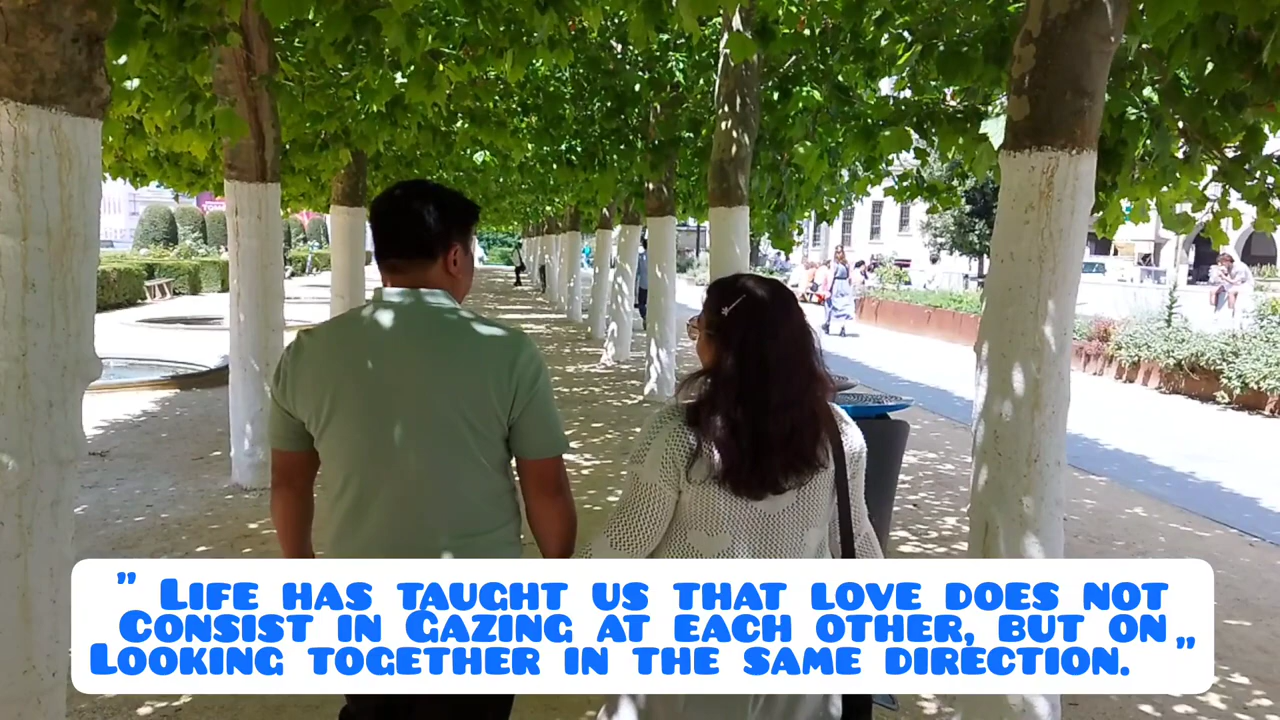 " Life has taught us that love does not
Consist in Gazing at each other, but on
Looking together in the same direction. "